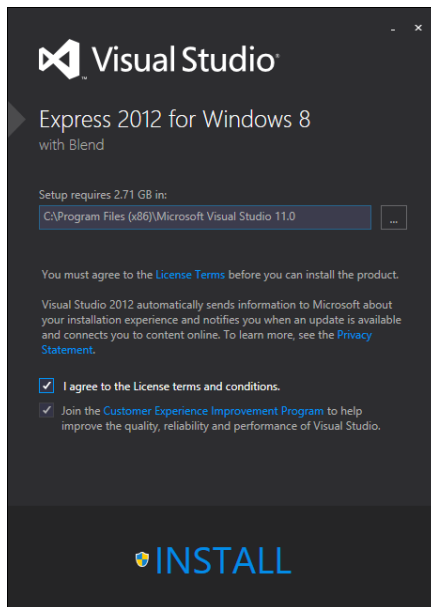 Visual Studio
Express 2012 for Windows 8
with Blend
Setup requires 2.71 GB in:
C:\Program Files (x86)\Microsoft Visual Studio 11.0
...
You must agree to the License Terms before you can install the product.
Visual Studio 2012 automatically sends information to Microsoft about
your installation experience and notifies you when an update is available
and connects you to content online. To learn more, see the Privacy
Statement.
I agree to the License terms and conditions.
Join the Customer Experience Improvement Program to help
improve the quality, reliability and performance of Visual Studio.
INSTALL